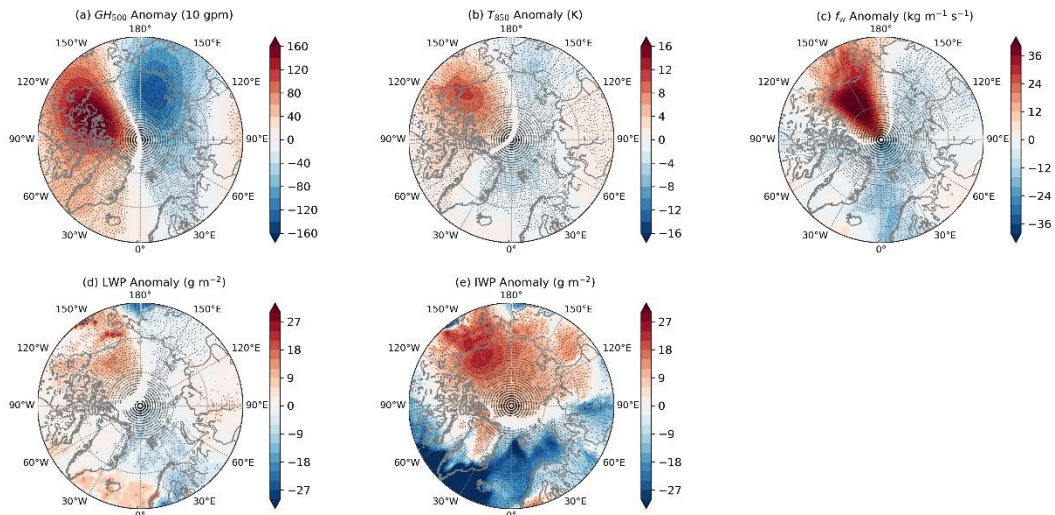 (a) GH₅₀₀ Anomay (10 gpm)
180°
150°W 150°E
120°W 120°E
90°W 90°E
60°W 60°E
30°W 30°E
0°
160
120
80
40
0
−40
−80
−120
−160
(b) T₈₅₀ Anomaly (K)
180°
150°W 150°E
120°W 120°E
90°W 90°E
60°W 60°E
30°W 30°E
0°
16
12
8
4
0
−4
−8
−12
−16
(c) f_w Anomaly (kg m⁻¹ s⁻¹)
180°
150°W 150°E
120°W 120°E
90°W 90°E
60°W 60°E
30°W 30°E
0°
36
24
12
0
−12
−24
−36
(d) LWP Anomaly (g m⁻²)
180°
150°W 150°E
120°W 120°E
90°W 90°E
60°W 60°E
30°W 30°E
0°
27
18
9
0
−9
−18
−27
(e) IWP Anomaly (g m⁻²)
180°
150°W 150°E
120°W 120°E
90°W 90°E
60°W 60°E
30°W 30°E
0°
27
18
9
0
−9
−18
−27